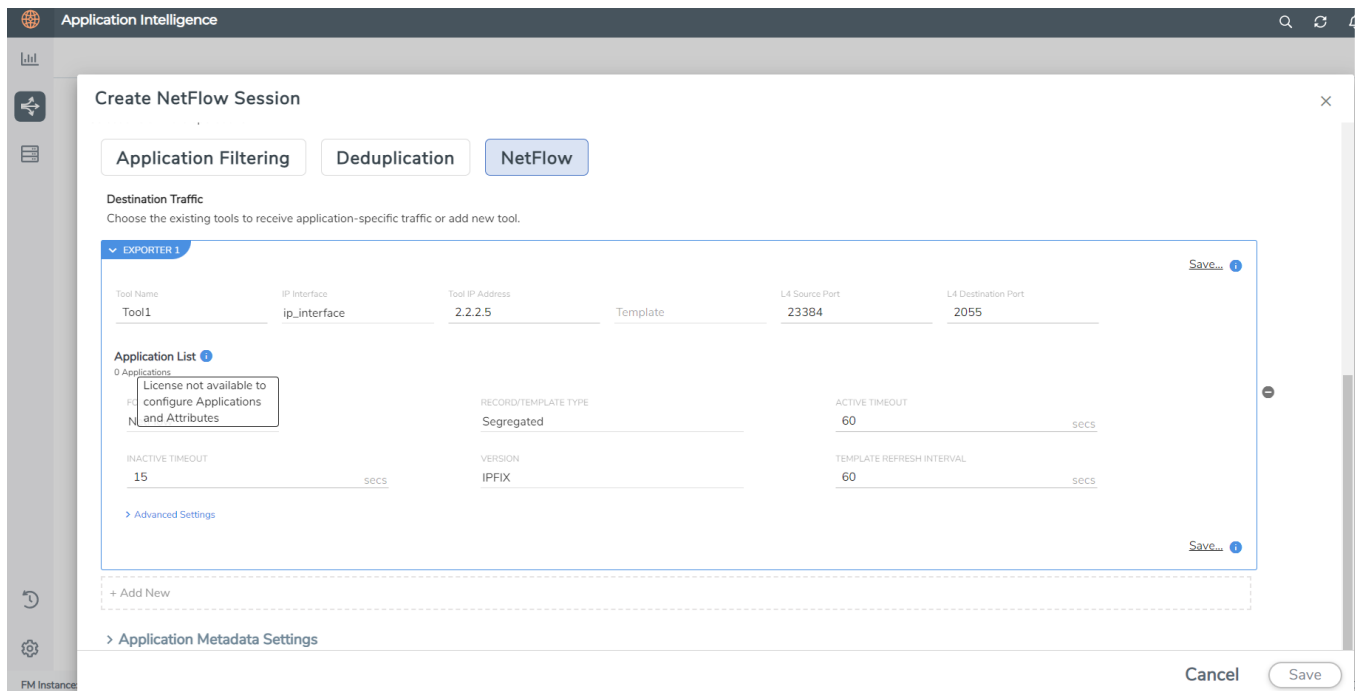 Application Intelligence
Create NetFlow Session
Application Filtering
Deduplication
NetFlow
Destination Traffic
Choose the existing tools to receive application-specific traffic or add new tool.
EXPORTER 1
Save...
Tool Name
IP Interface
Tool IP Address
L4 Source Port
L4 Destination Port
Tool1
ip_interface
2.2.2.5
Template
23384
2055
Application List
0 Applications
License not available to
configure Applications
and Attributes
RECORD/TEMPLATE TYPE
ACTIVE TIMEOUT
Segregated
60
secs
INACTIVE TIMEOUT
VERSION
TEMPLATE REFRESH INTERVAL
15
secs
IPFIX
60
secs
> Advanced Settings
Save...
+ Add New
> Application Metadata Settings
Cancel
Save
FM Instance